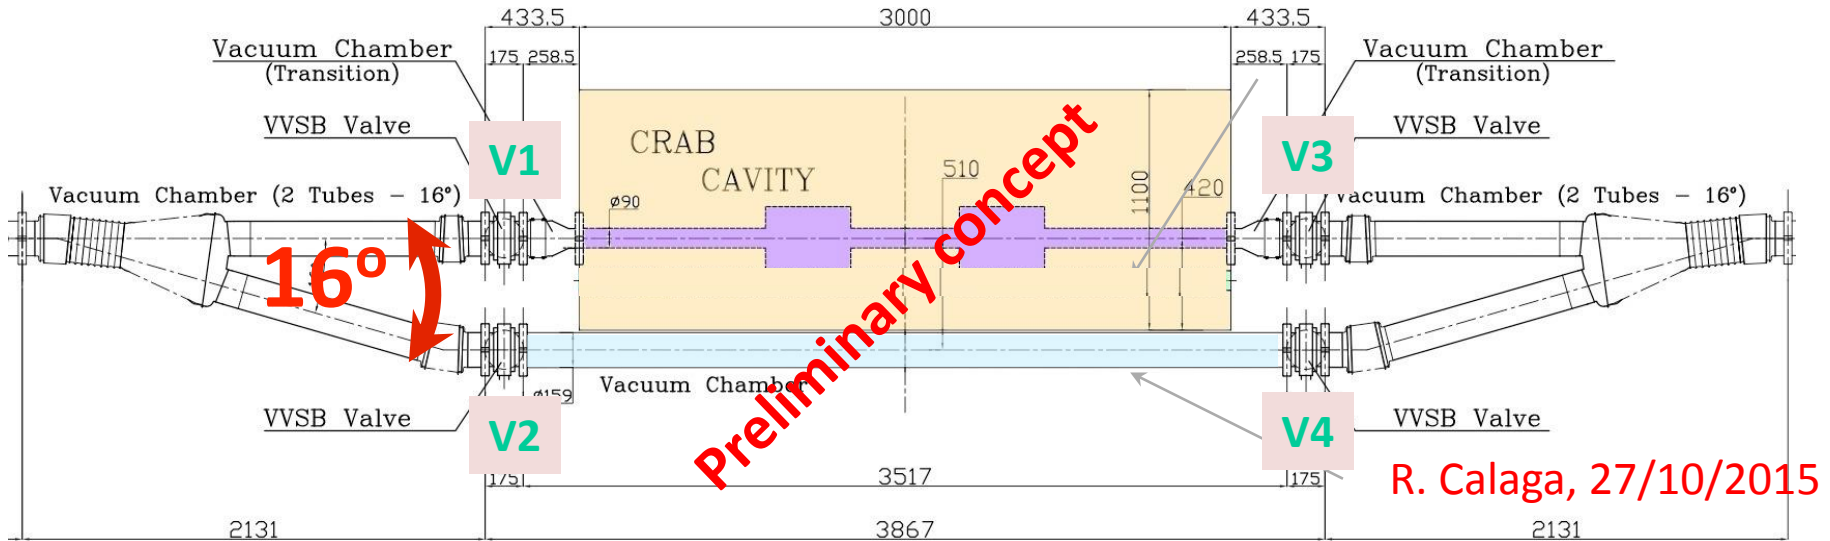 433.5 3000 433.5
Vacuum Chamber
(Transition)
175 258.5
258.5 175
Vacuum Chamber
(Transition)
VVSB Valve
VVSB Valve
V1
V3
CRAB
CAVITY
510
1100
420
Vacuum Chamber (2 Tubes - 16°)
Vacuum Chamber (2 Tubes - 16°)
ø90
16º
Preliminary concept
Vacuum Chamber
ø159
VVSB Valve
VVSB Valve
V2
V4
175 3517 175
R. Calaga, 27/10/2015
2131 3867 2131